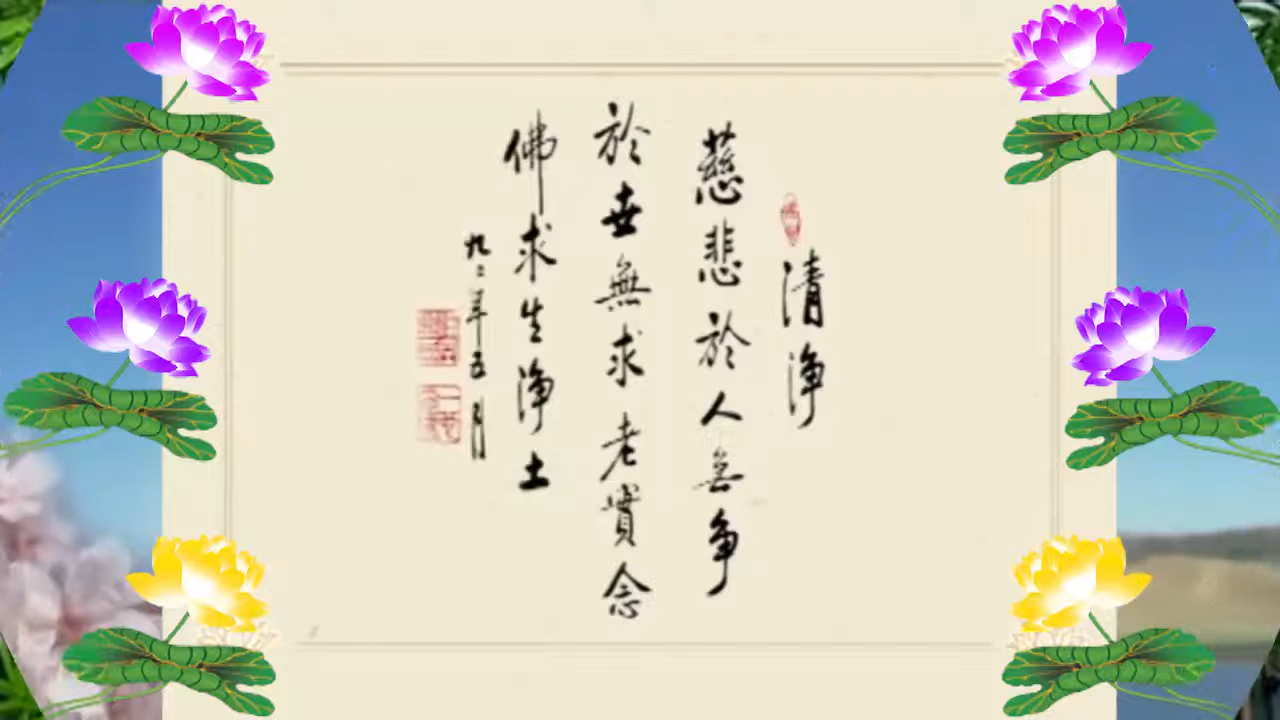 清淨
慈悲於人無爭
於世無求老實念
佛求生淨土
九二年五月